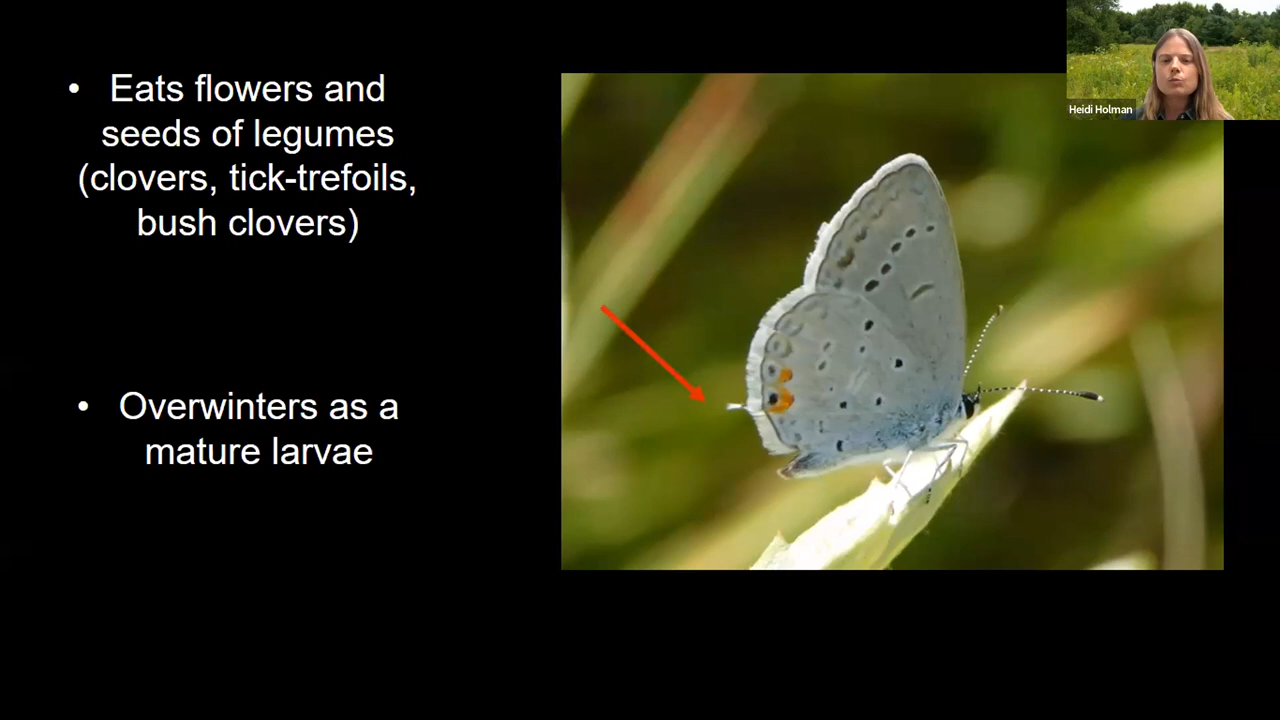 • Eats flowers and
seeds of legumes
(clovers, tick-trefoils,
bush clovers)
• Overwinters as a
mature larvae
Heidi Holman